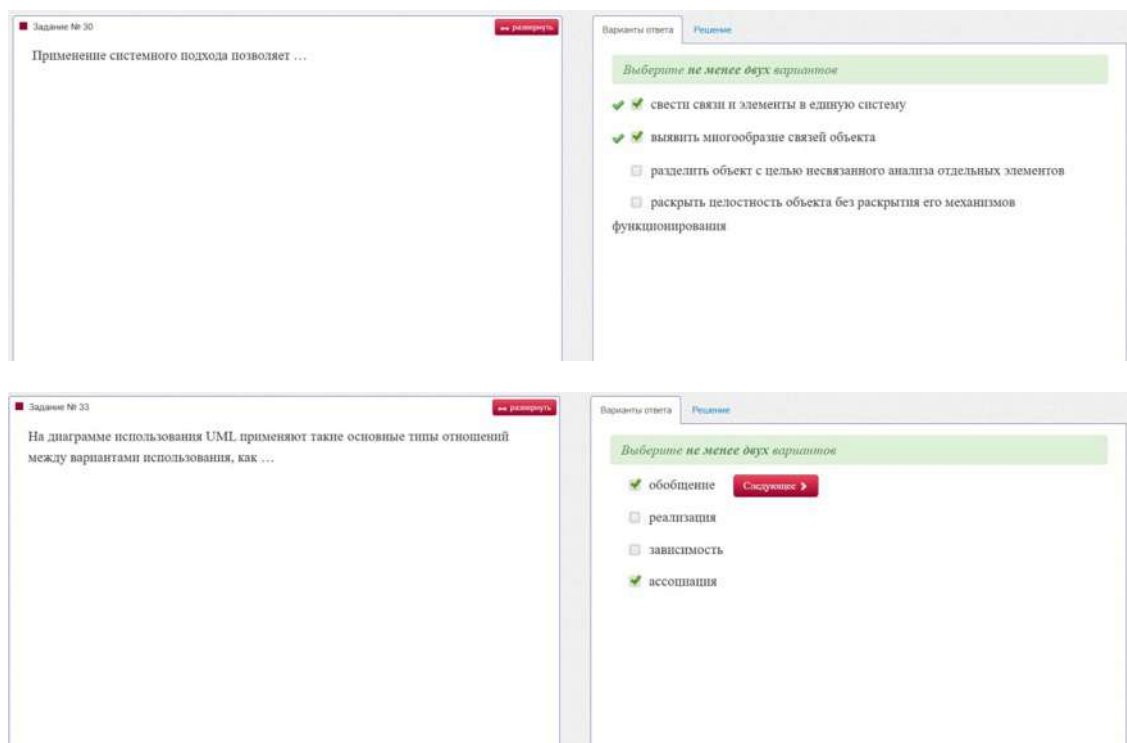 Задание № 30
развернуть
Применение системного подхода позволяет …
Варианты ответа
Решение
Выберите не менее двух вариантов
свести связи и элементы в единую систему
выявить многообразие связей объекта
разделить объект с целью несвязанного анализа отдельных элементов
раскрыть целостность объекта без раскрытия его механизмов
функционирования
Задание № 33
развернуть
На диаграмме использования UML применяют такие основные типы отношений
между вариантами использования, как …
Варианты ответа
Решение
Выберите не менее двух вариантов
обобщение
Следующее
реализация
зависимость
ассоциация